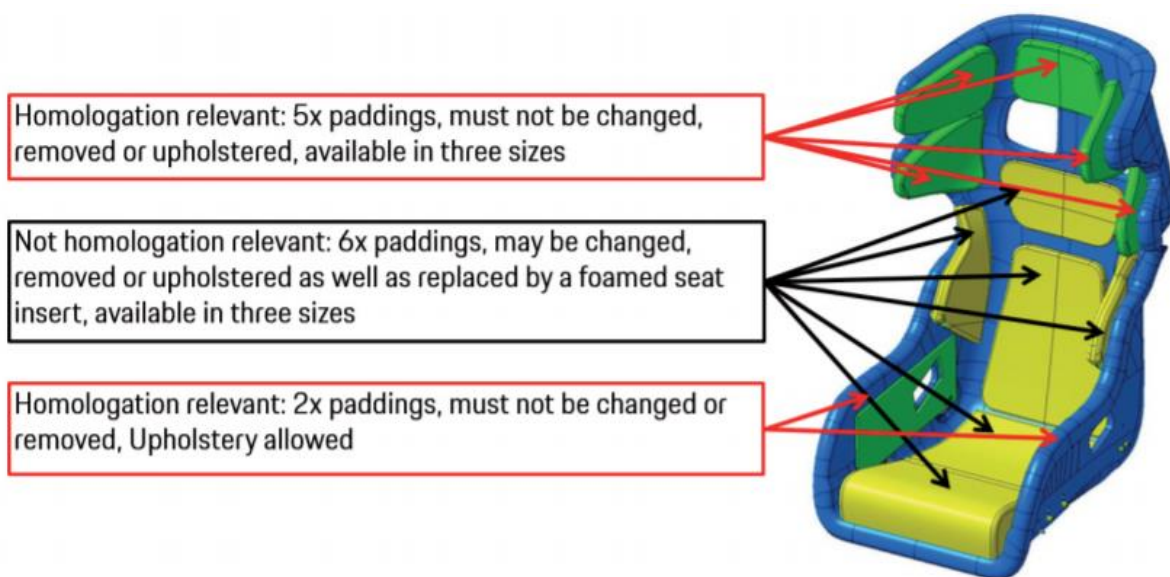 Homologation relevant: 5x paddings, must not be changed,
removed or upholstered, available in three sizes
Not homologation relevant: 6x paddings, may be changed,
removed or upholstered as well as replaced by a foamed seat
insert, available in three sizes
Homologation relevant: 2x paddings, must not be changed or
removed, Upholstery allowed